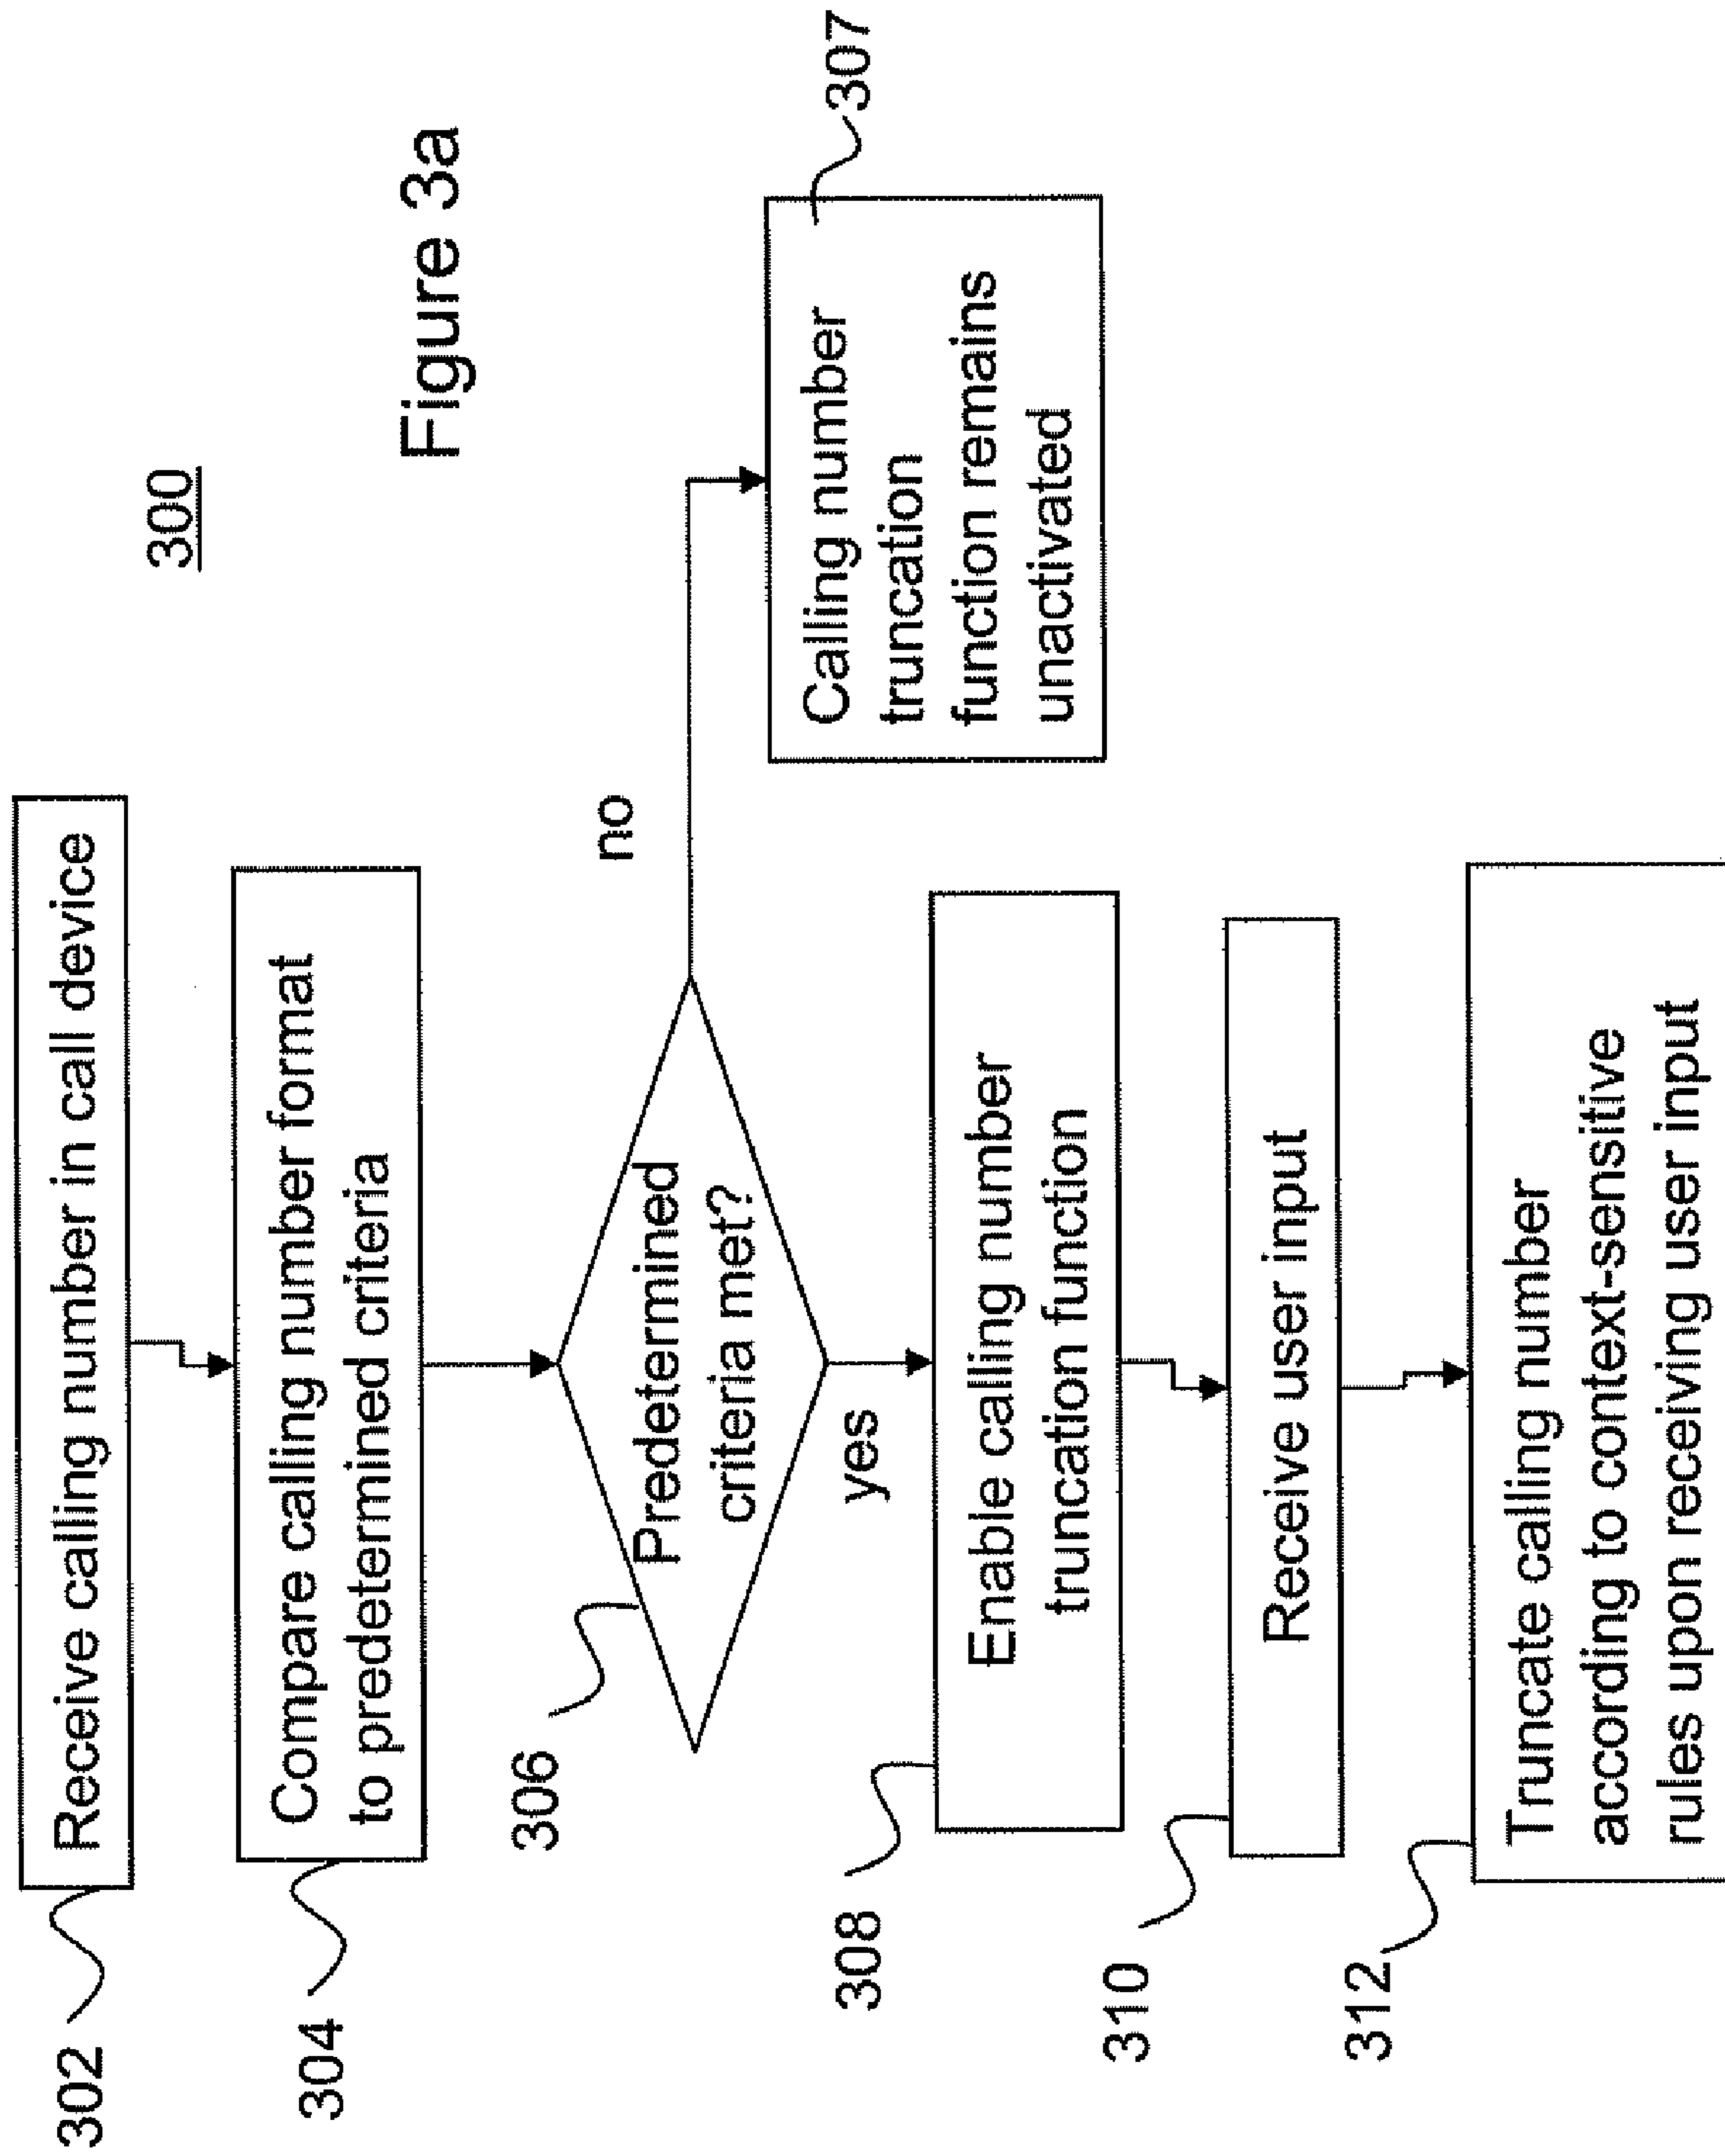 300
Figure 3a
302
Receive calling number in call device
304
Compare calling number format
to predetermined criteria
306
Predetermined
criteria met?
no
307
Calling number
truncation
function remains
unactivated
yes
308
Enable calling number
truncation function
310
Receive user input
312
Truncate calling number
according to context-sensitive
rules upon receiving user input